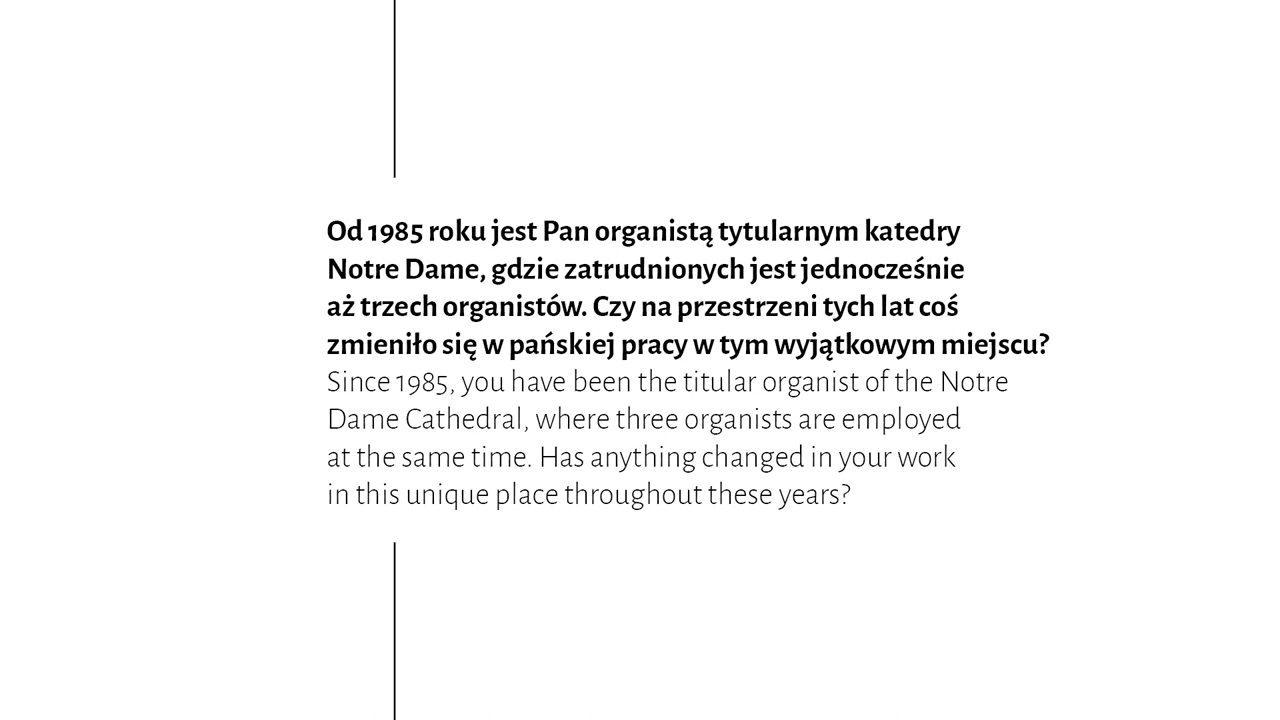 Od 1985 roku jest Pan organistą tytularnym katedry
Notre Dame, gdzie zatrudnionych jest jednocześnie
aż trzech organistów. Czy na przestrzeni tych lat coś
zmieniło się w pańskiej pracy w tym wyjątkowym miejscu?
Since 1985, you have been the titular organist of the Notre
Dame Cathedral, where three organists are employed
at the same time. Has anything changed in your work
in this unique place throughout these years?